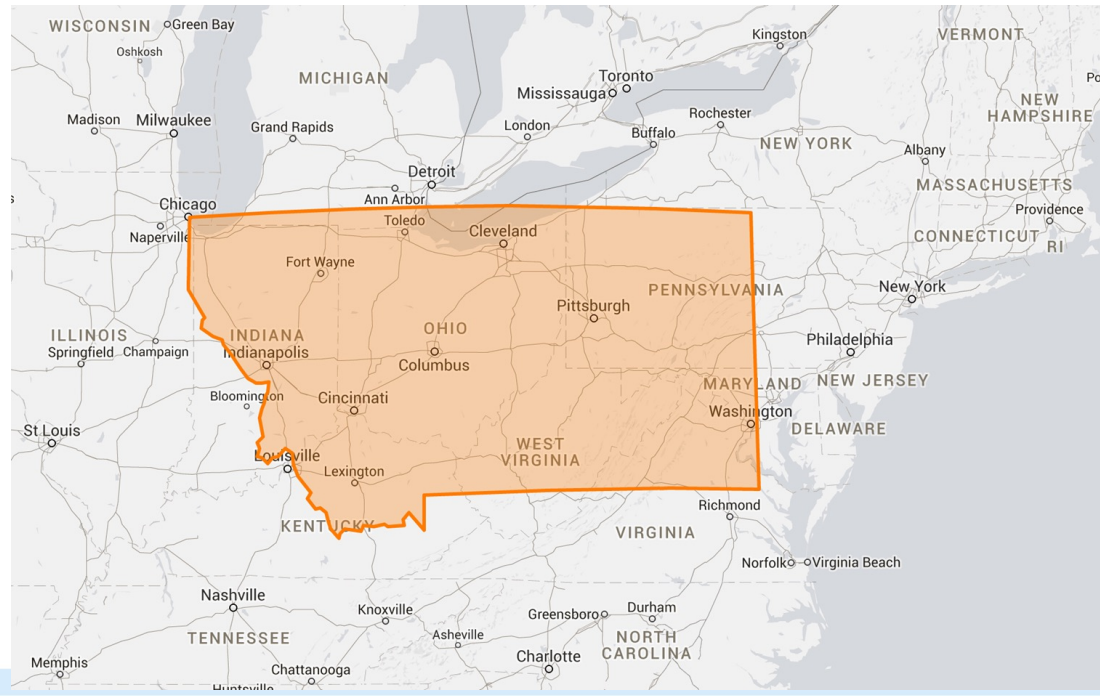 WISCONSIN
Green Bay
Kingston
VERMONT
Oshkosh
MICHIGAN
Toronto
Mississauga
Po
NEW
HAMPSHIRE
Madison
Milwaukee
Grand Rapids
London
Rochester
Buffalo
NEW YORK
Albany
Detroit
Ann Arbor
MASSACHUSETTS
Chicago
Toledo
Cleveland
Providence
Naperville
CONNECTICUT
RI
Fort Wayne
PENNSYLVANIA
New York
Pittsburgh
ILLINOIS
INDIANA
OHIO
Philadelphia
Springfield
Champaign
Indianapolis
Columbus
MARYLAND
NEW JERSEY
Bloomington
Cincinnati
Washington
DELAWARE
St Louis
WEST
VIRGINIA
Louisville
Lexington
Richmond
KENTUCKY
VIRGINIA
Norfolk
Virginia Beach
Nashville
Knoxville
Greensboro
Durham
TENNESSEE
Asheville
NORTH
CAROLINA
Memphis
Chattanooga
Charlotte
Huntsville